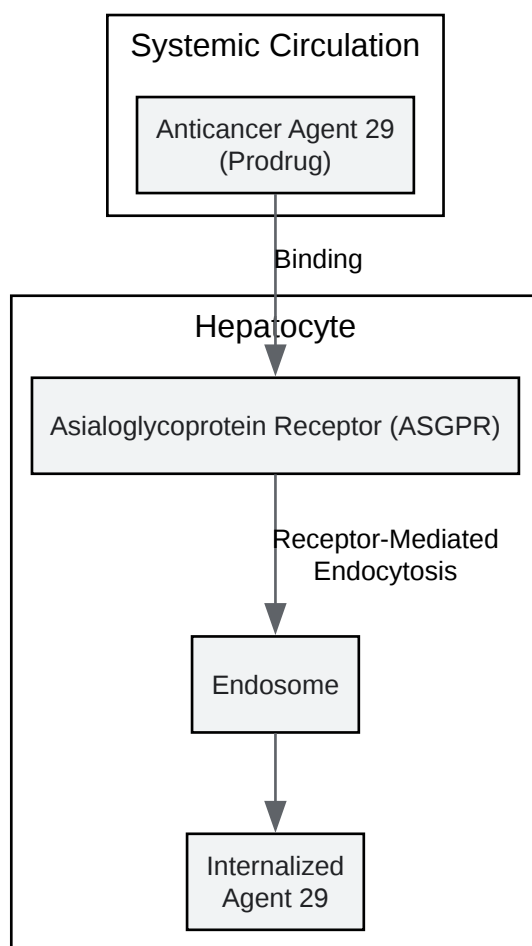 Systemic Circulation
Anticancer Agent 29
(Prodrug)
Binding
Hepatocyte
Asialoglycoprotein Receptor (ASGPR)
Receptor-Mediated
Endocytosis
Endosome
Internalized
Agent 29